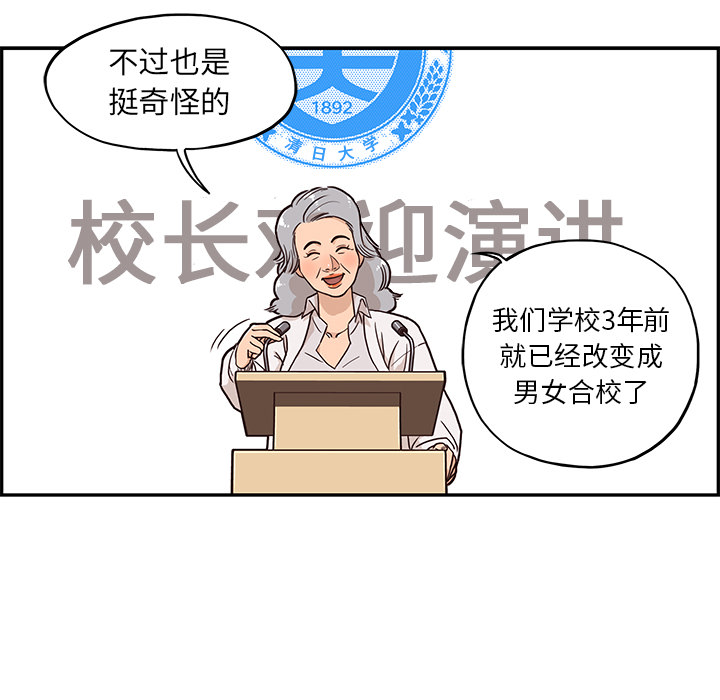 不过也是
挺奇怪的
1892
清日大学
校长欢迎演讲
我们学校3年前
就已经改变成
男女合校了